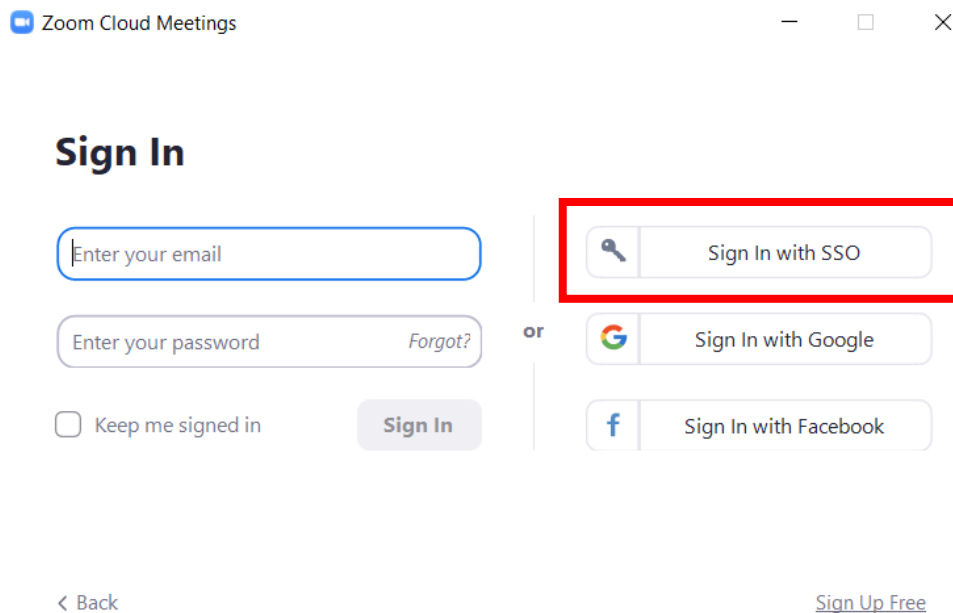 Zoom Cloud Meetings
Sign In
Enter your email
Enter your password Forgot?
Keep me signed in Sign In
or
Sign In with SSO
Sign In with Google
Sign In with Facebook
Back
Sign Up Free